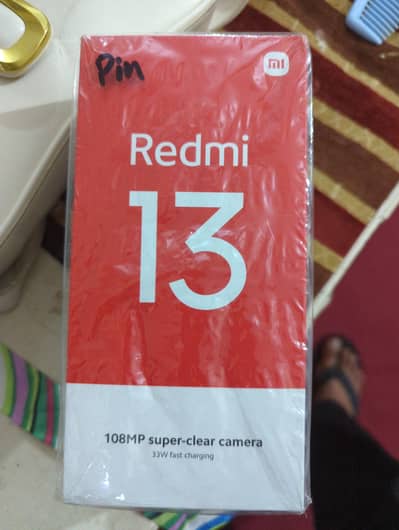 Pin
mi
Redmi
13
108MP super-clear camera
33W fast charging